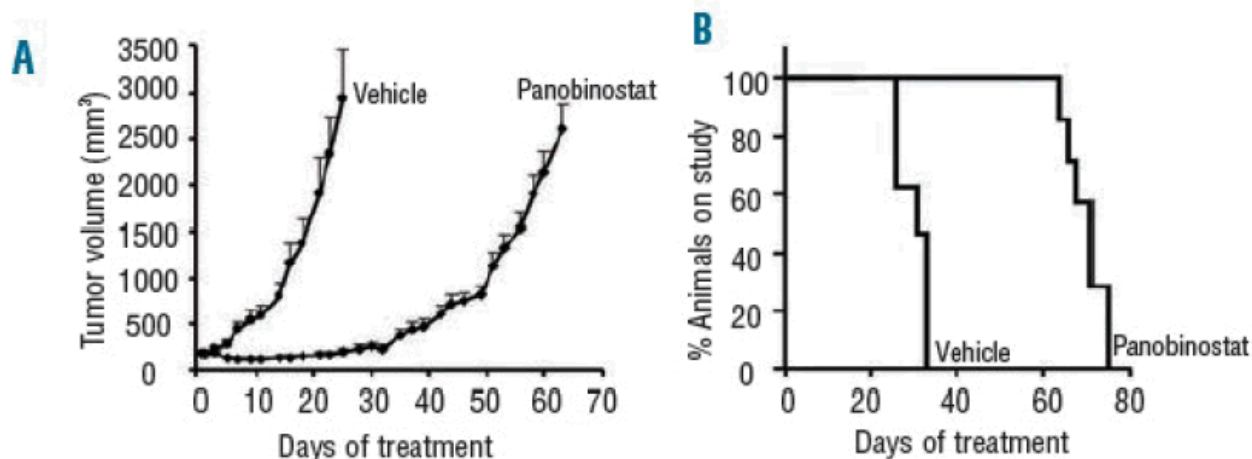 A
Tumor volume (mm³)
3500
3000
2500
2000
1500
1000
500
0
Vehicle
Panobinostat
0 10 20 30 40 50 60 70
Days of treatment
B
% Animals on study
100
80
60
40
20
0
Vehicle
Panobinostat
0 20 40 60 80
Days of treatment